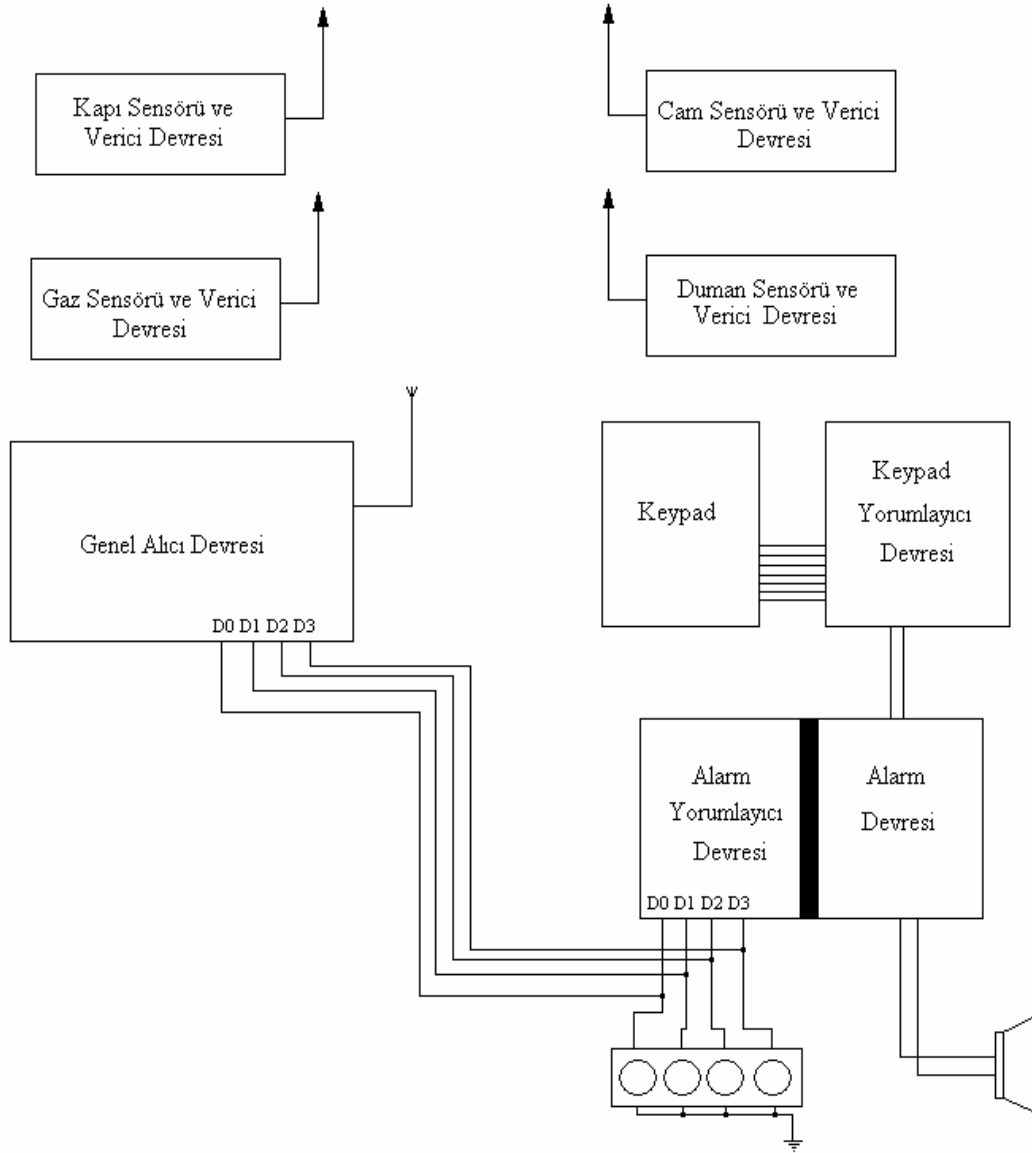 Kapı Sensörü ve
Verici Devresi
Cam Sensörü ve Verici
Devresi
Gaz Sensörü ve Verici
Devresi
Duman Sensörü ve
Verici Devresi
Genel Alıcı Devresi
D0 D1 D2 D3
Keypad
Keypad
Yorumlayıcı
Devresi
Alarm
Yorumlayıcı
Devresi
D0 D1 D2 D3
Alarm
Devresi